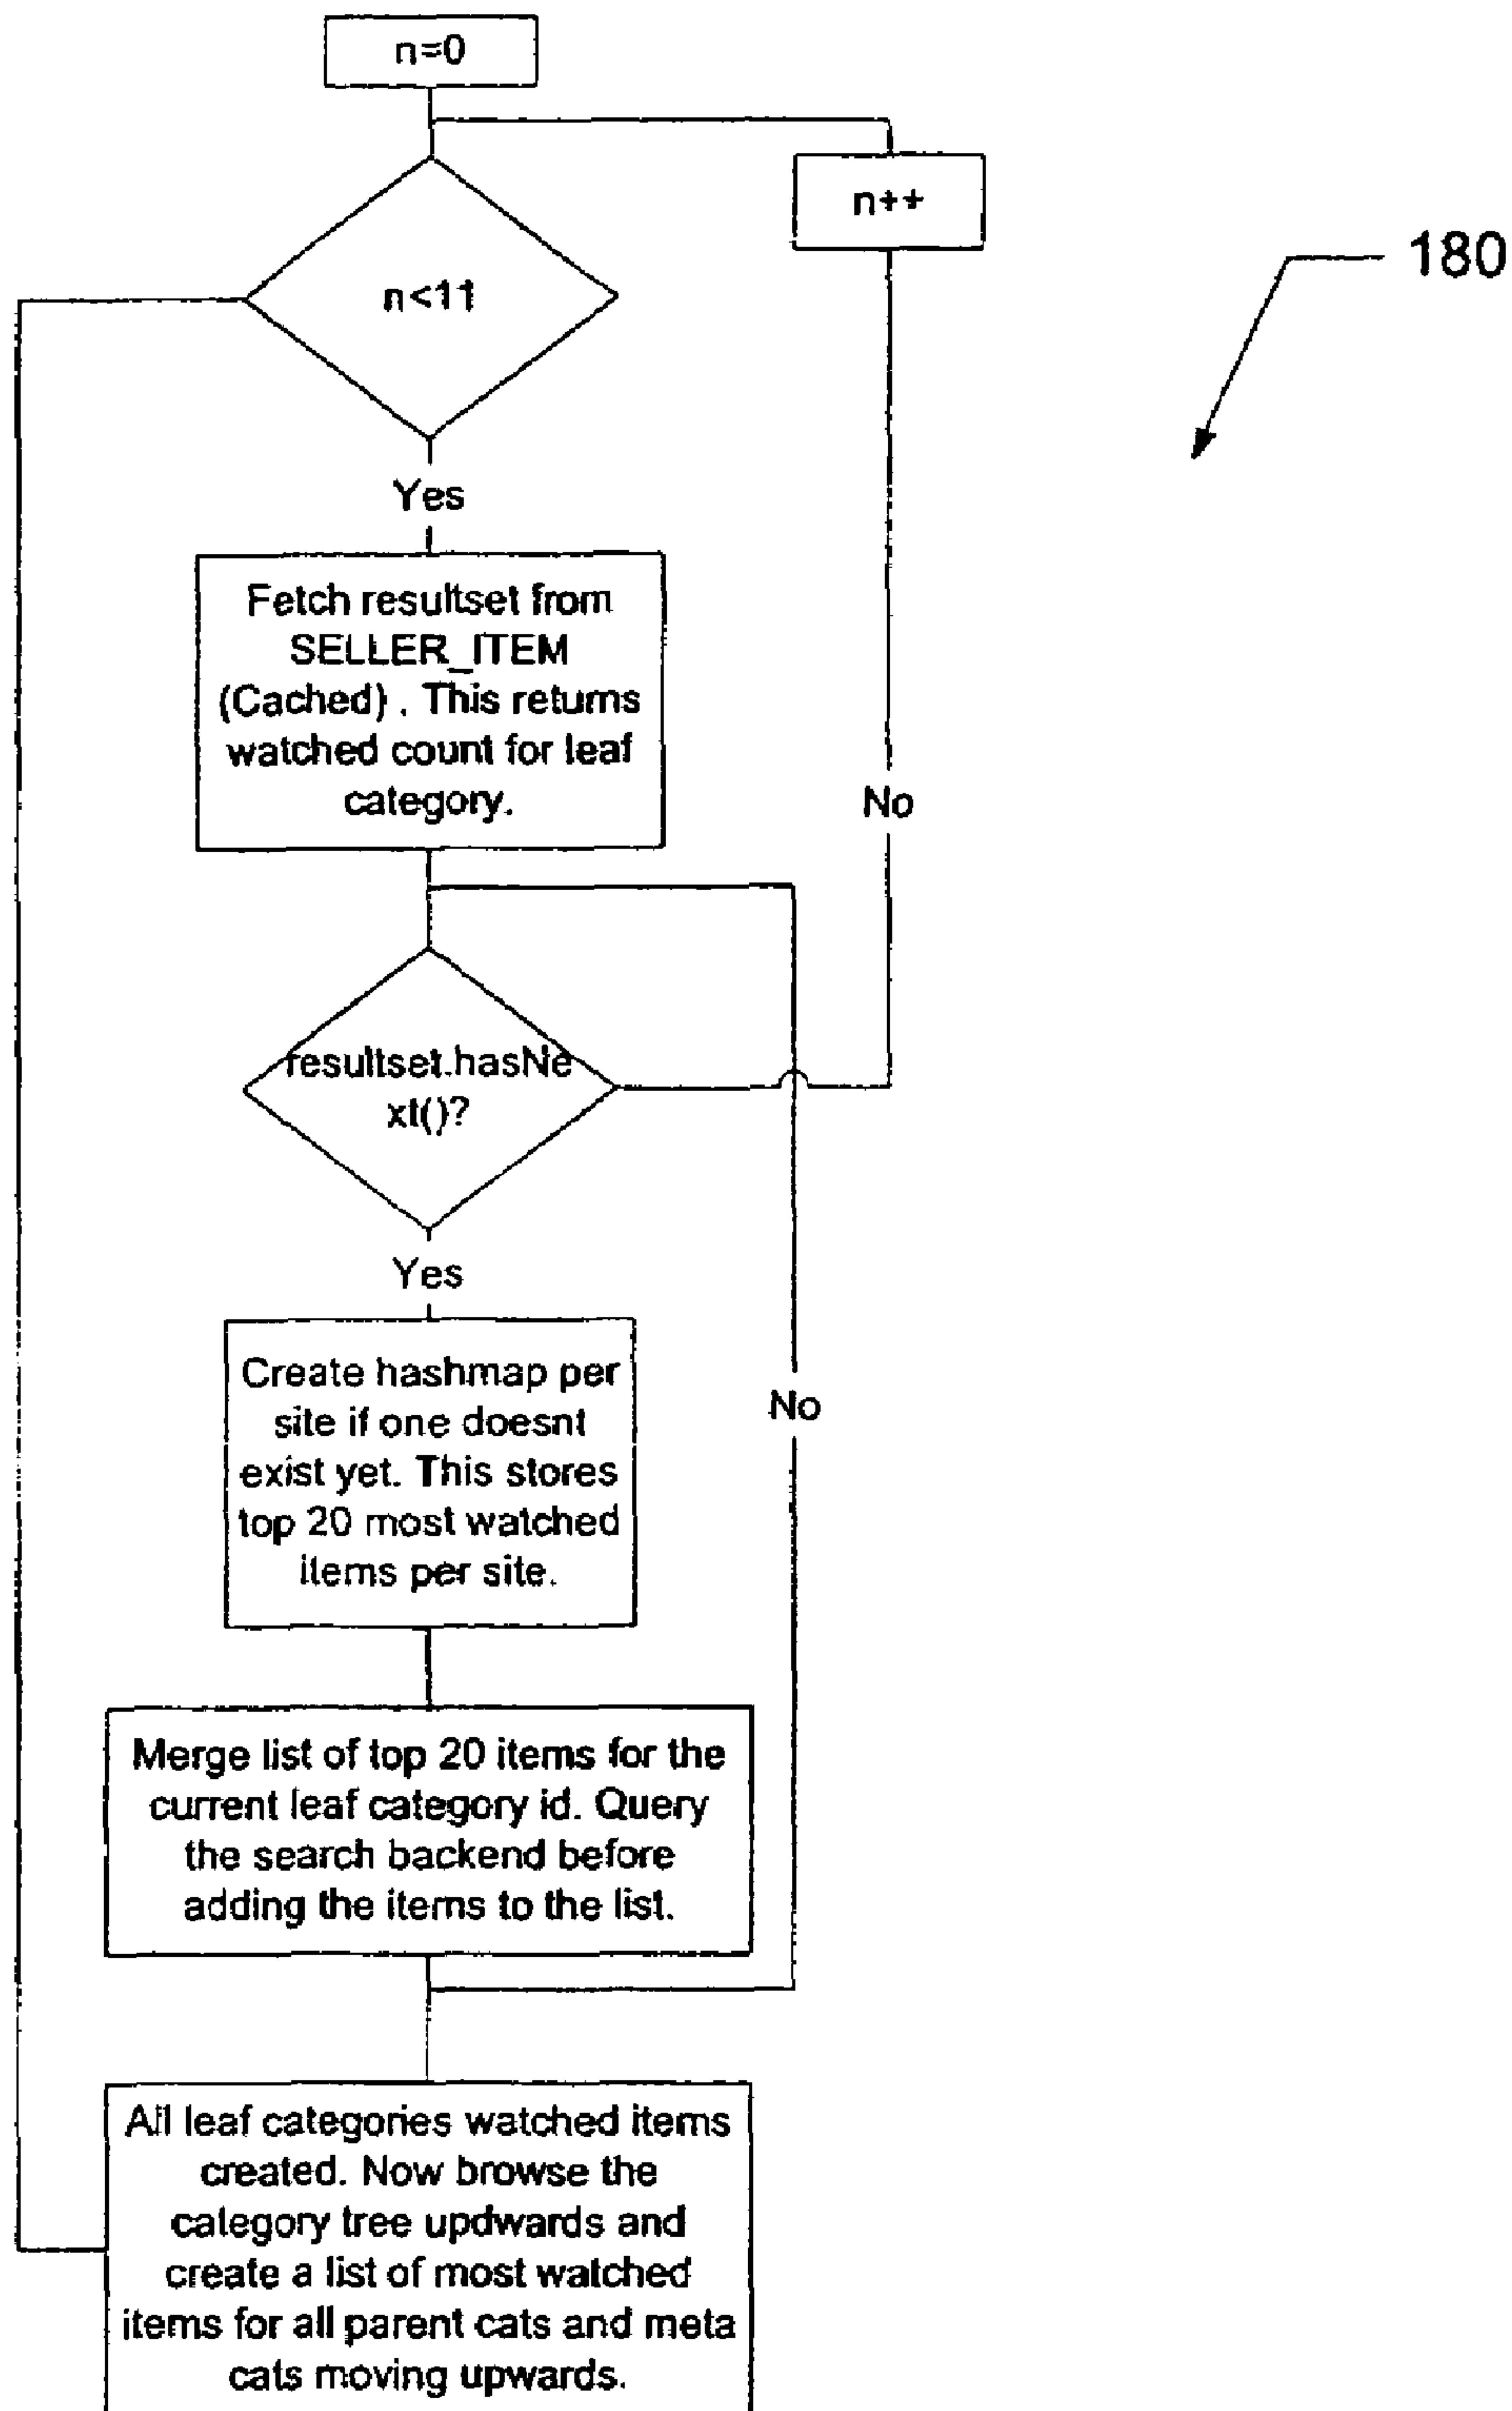 n=0
n++
180
n<11
Yes
Fetch resultset from
SELLER_ITEM
(Cached) . This returns
watched count for leaf
category.
No
resultset.hasNe
xt()?
Yes
Create hashmap per
site if one doesnt
exist yet. This stores
top 20 most watched
items per site.
No
Merge list of top 20 items for the
current leaf category id. Query
the search backend before
adding the items to the list.
All leaf categories watched items
created. Now browse the
category tree updwards and
create a list of most watched
items for all parent cats and meta
cats moving upwards.